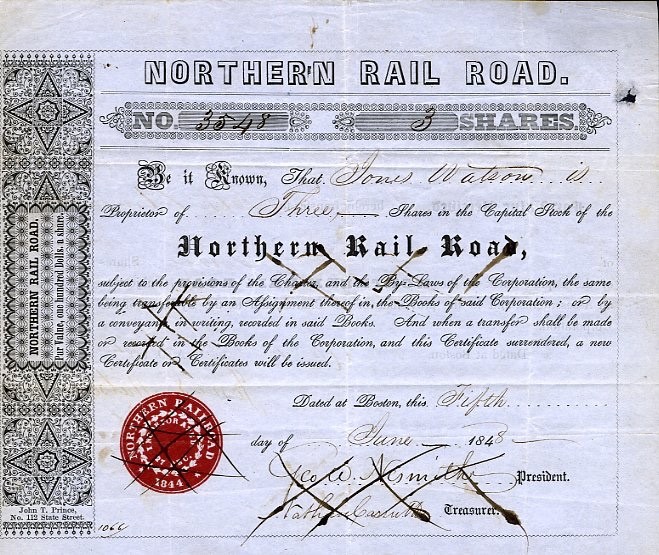 NORTHERN RAIL ROAD.
NO. 3548 3 SHARES.
Be it Known, That Jones Watson is
Proprietor of Three Shares in the Capital Stock of the
Northern Rail Road,
subject to the provisions of the Charter, and the By-Laws of the Corporation, the same
being transferable by an Assignment thereof in the Books of said Corporation; or by
a conveyance in writing, recorded in said Books. And when a transfer shall be made
or recorded in the Books of the Corporation, and this Certificate surrendered, a new
Certificate or Certificates will be issued.
Dated at Boston, this Fifth
day of June 1848
President.
Treasurer.
NORTHERN RAILROAD
1844
NORTHERN RAIL ROAD.
Par Value, one hundred dolls. a share.
John T. Prince,
No. 112 State Street.
1069